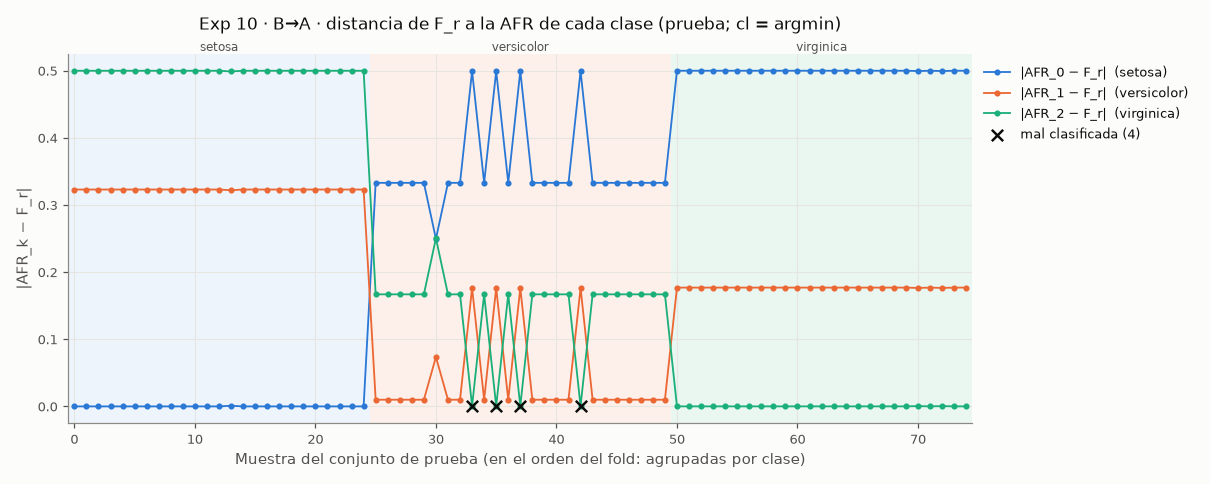 Exp 10 · B→A · distancia de F_r a la AFR de cada clase (prueba; cl = argmin)
setosa versicolor virginica
|AFR_0 − F_r| (setosa)
|AFR_1 − F_r| (versicolor)
|AFR_2 − F_r| (virginica)
mal clasificada (4)
|AFR_k − F_r|
0.5
0.4
0.3
0.2
0.1
0.0
0 10 20 30 40 50 60 70
Muestra del conjunto de prueba (en el orden del fold: agrupadas por clase)